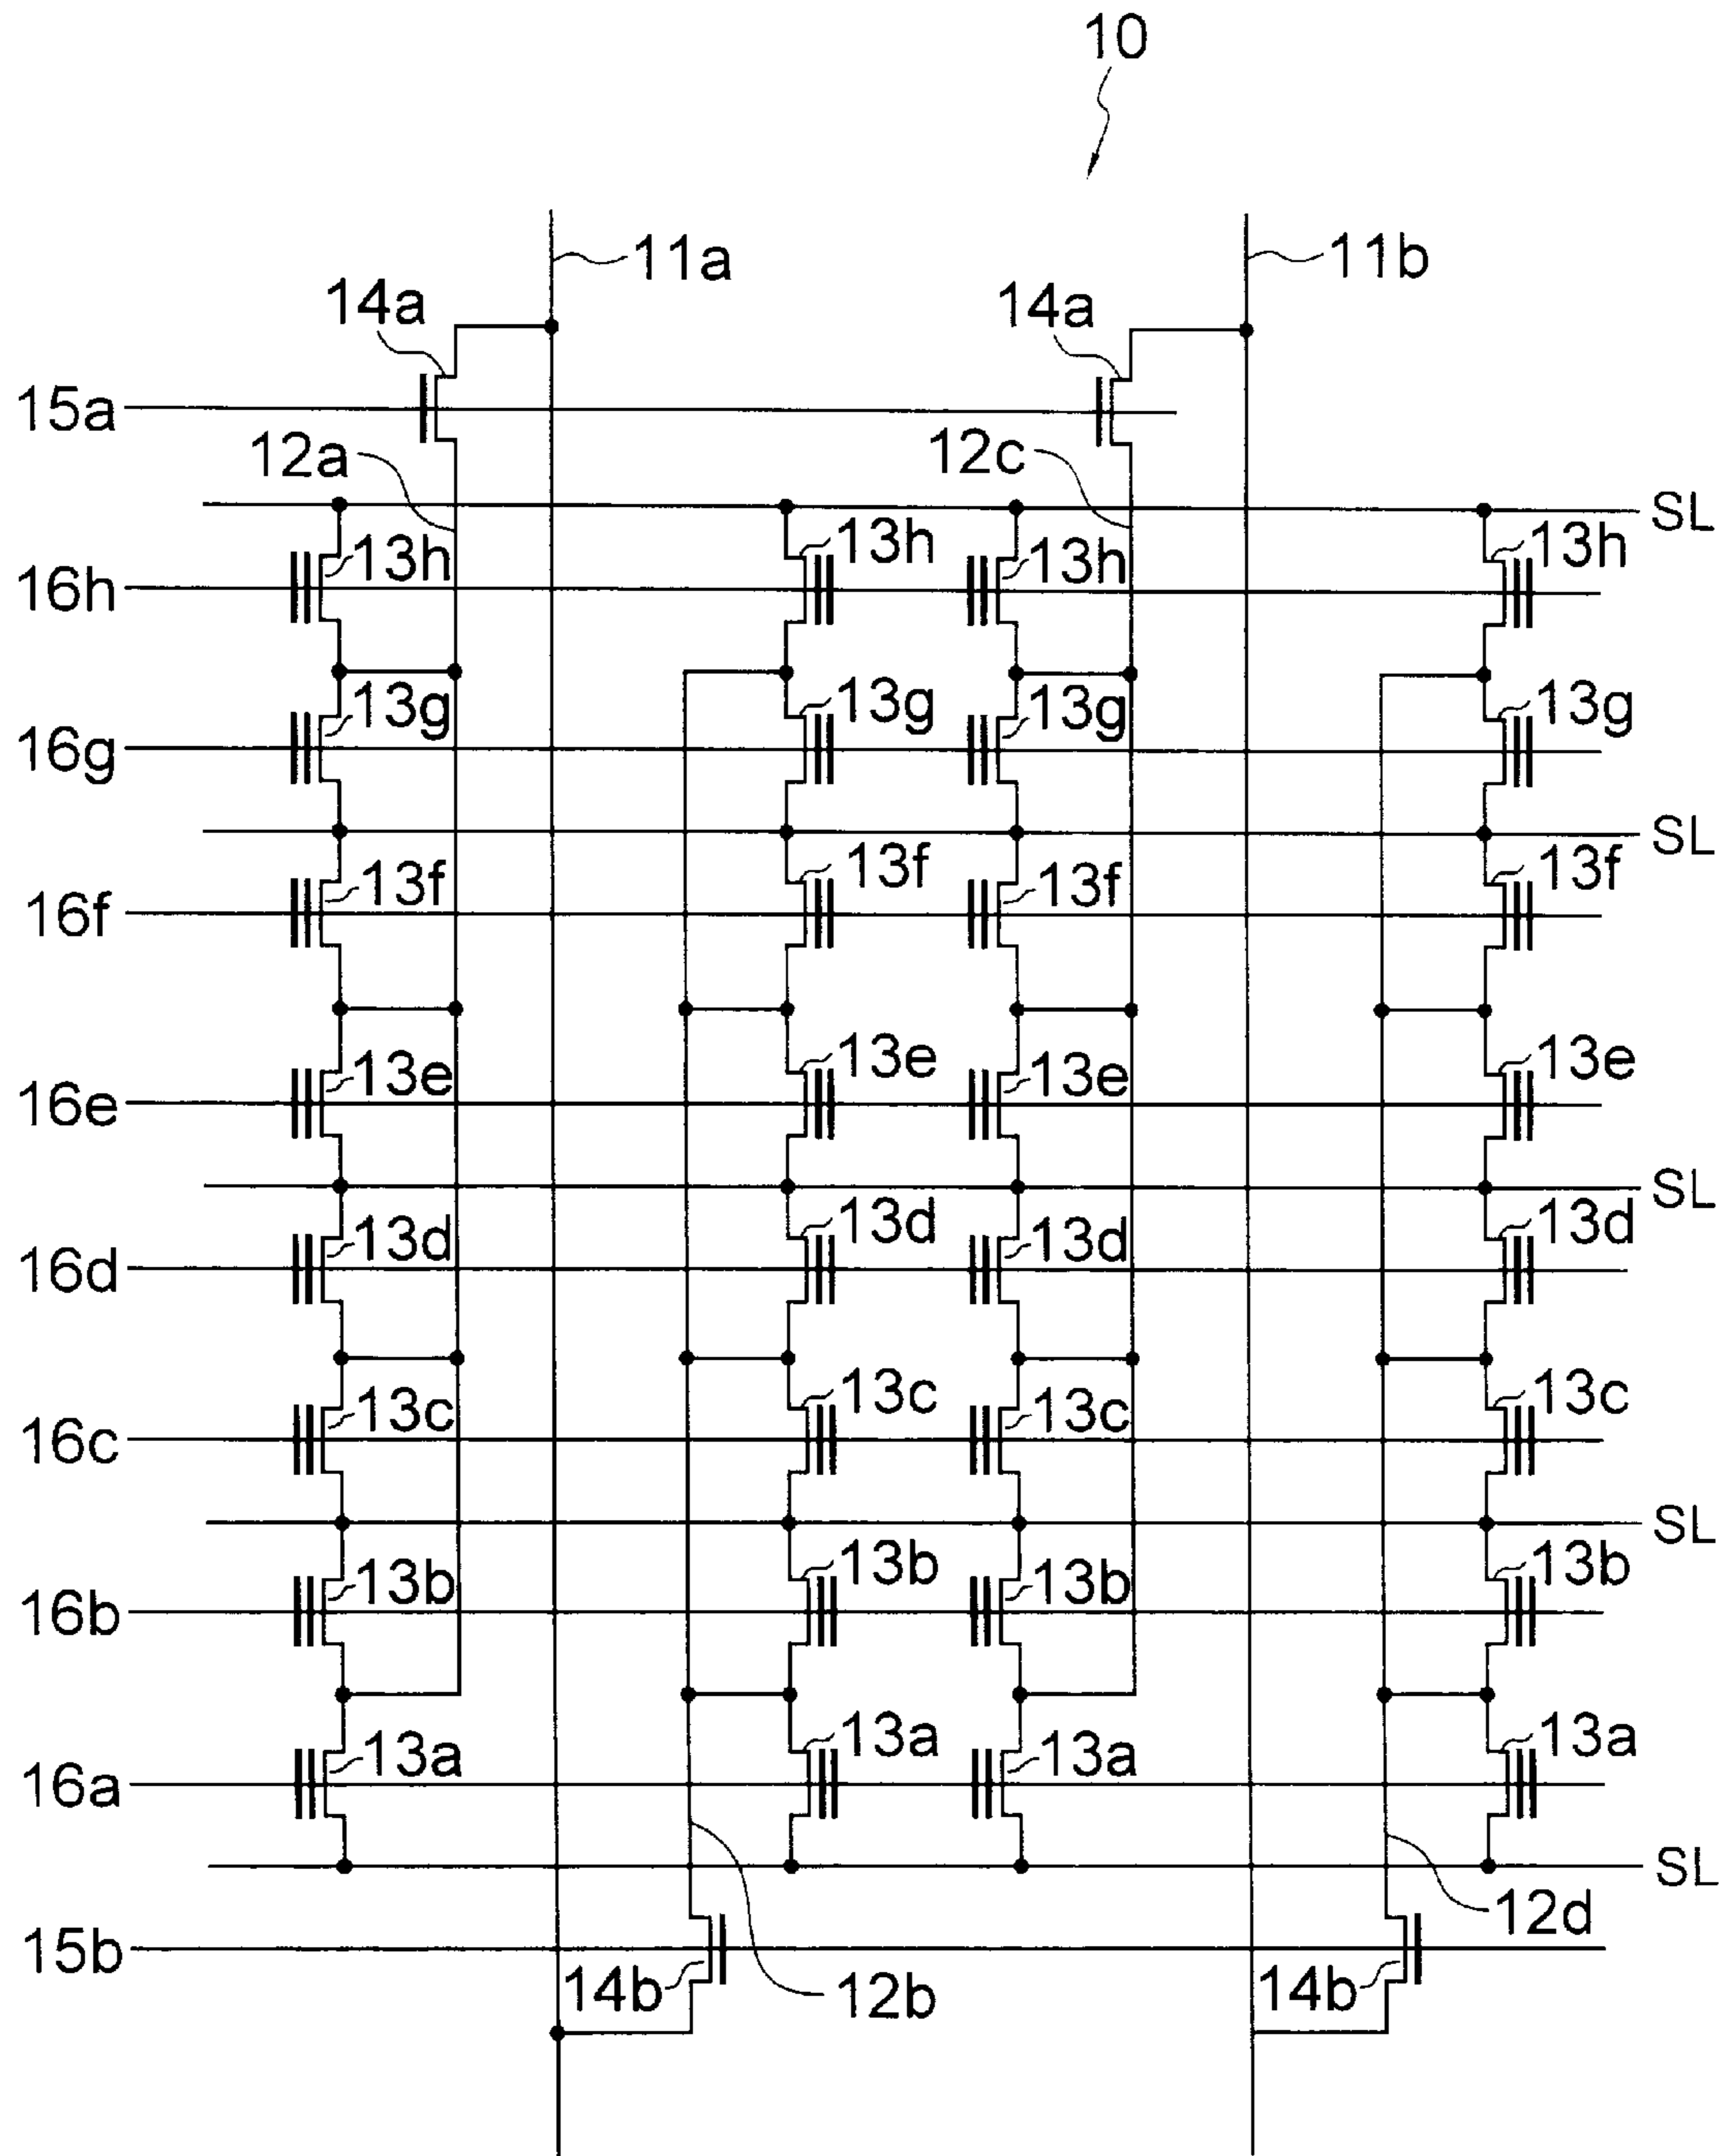 10
11a 11b
14a 14a
15a
12a 12c
SL
13h 13h 13h 13h
16h
13g 13g 13g 13g
16g
SL
13f 13f 13f 13f
16f
13e 13e 13e 13e
16e
SL
13d 13d 13d 13d
16d
13c 13c 13c 13c
16c
SL
13b 13b 13b 13b
16b
13a 13a 13a 13a
16a
SL
12d
15b
14b 12b 14b